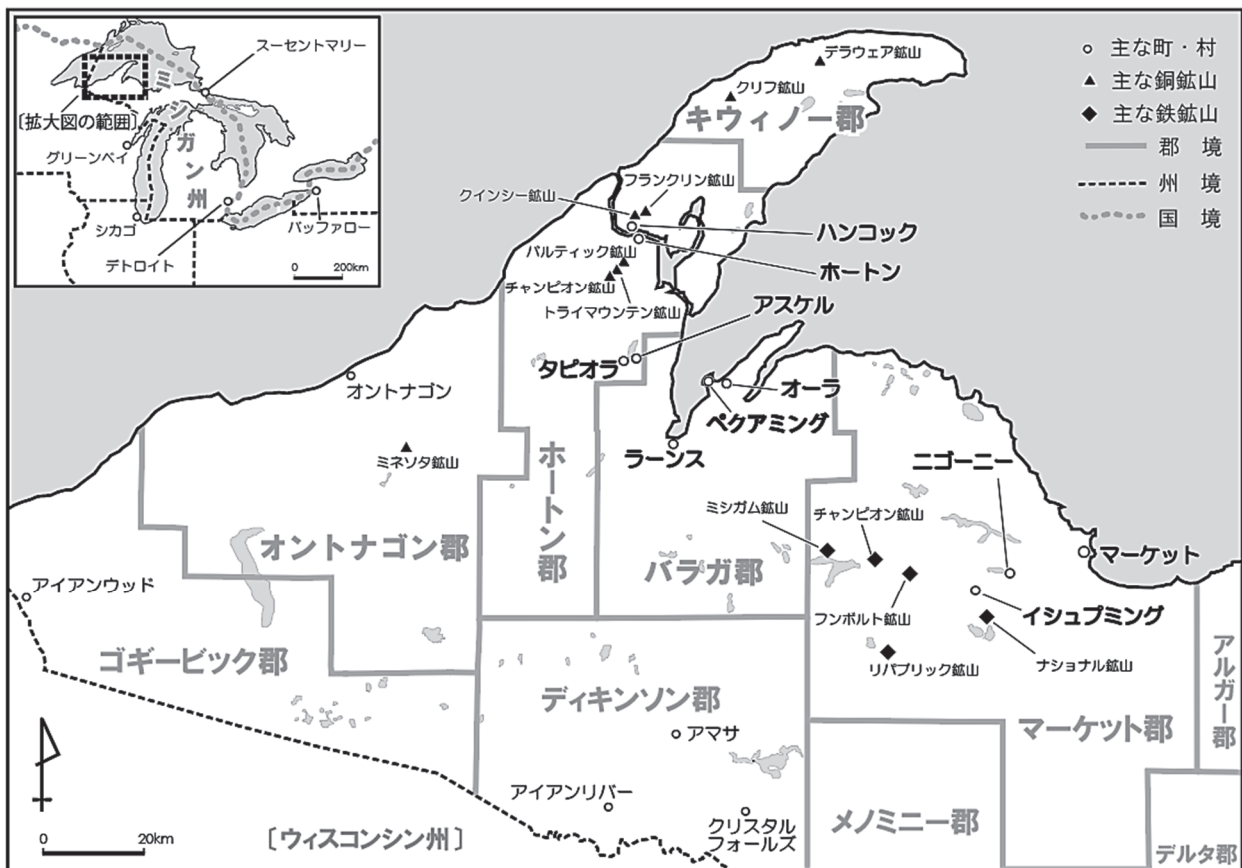 スーセントマリー
ミシガン州
〔拡大図の範囲〕
グリーンベイ
シカゴ
デトロイト
バッファロー
0 200km
○ 主な町・村
▲ 主な銅鉱山
◆ 主な鉄鉱山
郡 境
州 境
国 境
デラウェア鉱山
クリフ鉱山
キウィノー郡
フランクリン鉱山
クインシー鉱山
ハンコック
ホートン
バルティック鉱山
チャンピオン鉱山
トライマウンテン鉱山
アスケル
タピオラ
オントナゴン
オーラ
ペクアミング
ラーンス
ミネソタ鉱山
ホートン郡
ニゴーニー
ミシガム鉱山
チャンピオン鉱山
オントナゴン郡
バラガ郡
マーケット
アイアンウッド
フンボルト鉱山
イシュプミング
ゴギービック郡
リパブリック鉱山
ナショナル鉱山
アルガー郡
ディキンソン郡
マーケット郡
アマサ
アイアンリバー
クリスタル
フォールズ
メノミニー郡
デルタ郡
0 20km
〔ウィスコンシン州〕